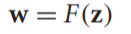 𝐰 = F(𝐳)